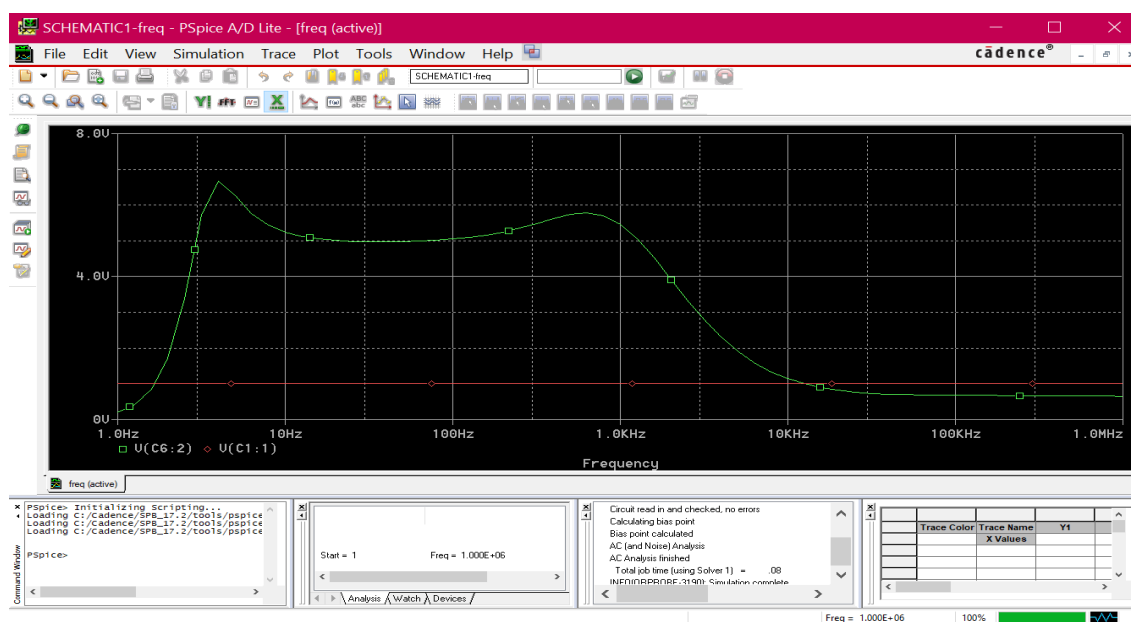 SCHEMATIC1-freq - PSpice A/D Lite - [freq (active)]
File Edit View Simulation Trace Plot Tools Window Help
cādence®
SCHEMATIC1-freq
8.0V
4.0V
0V
1.0Hz 10Hz 100Hz 1.0KHz 10KHz 100KHz 1.0MHz
V(C6:2) V(C1:1)
Frequency
freq (active)
PSpice> Initializing Scripting...
Loading C:/Cadence/SPB_17.2/tools/pspice
Loading C:/Cadence/SPB_17.2/tools/pspice
Loading C:/Cadence/SPB_17.2/tools/pspice
PSpice>
Command Window
Start = 1 Freq = 1.000E+06
Analysis Watch Devices
Circuit read in and checked, no errors
Calculating bias point
Bias point calculated
AC (and Noise) Analysis
AC Analysis finished
Total job time (using Solver 1) = .08
INFO(ORPROBE-3190): Simulation complete
Trace Color Trace Name Y1
X Values
Freq = 1.000E+06 100%